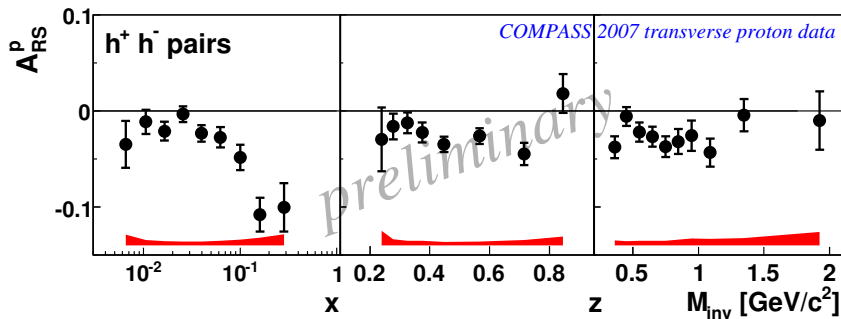 COMPASS 2007 transverse proton data
h⁺ h⁻ pairs
A^p_RS
0.1
0
-0.1
preliminary
10⁻² 10⁻¹ 1 0.2 0.4 0.6 0.8 0.5 1 1.5 2
x z M_inv [GeV/c²]